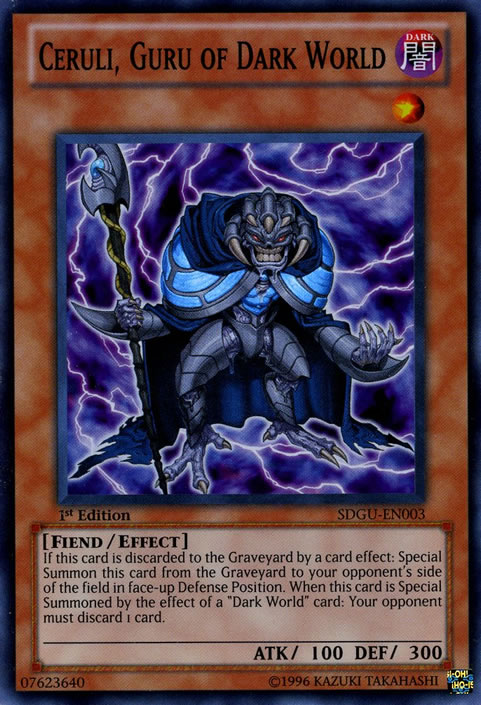 CERULI, GURU OF DARK WORLD
DARK
闇
1st Edition
SDGU-EN003
[FIEND / EFFECT]
If this card is discarded to the Graveyard by a card effect: Special
Summon this card from the Graveyard to your opponent's side
of the field in face-up Defense Position. When this card is Special
Summoned by the effect of a "Dark World" card: Your opponent
must discard 1 card.
ATK/ 100 DEF/ 300
07623640
©1996 KAZUKI TAKAHASHI